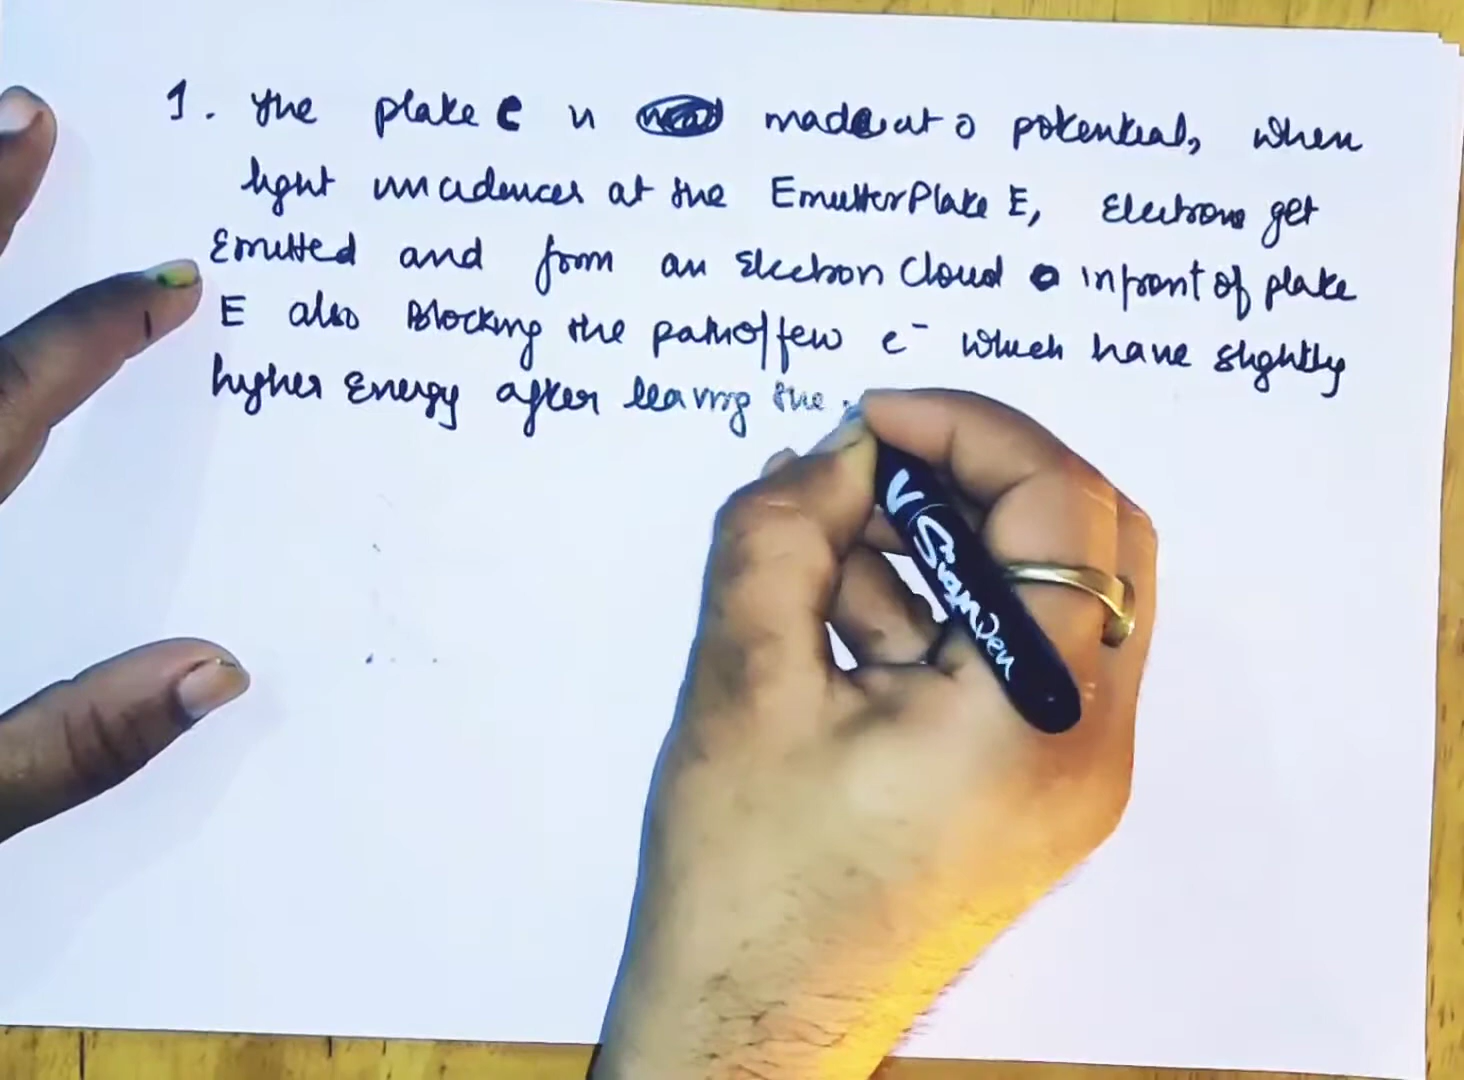 1. The plate C is made at 0 potential, when
light incidences at the Emitter Plate E, Electrons get
Emitted and form an Electron Cloud in front of plate
E also Blocking the path of few e⁻ which have slightly
higher Energy after leaving the
V Sign Pen